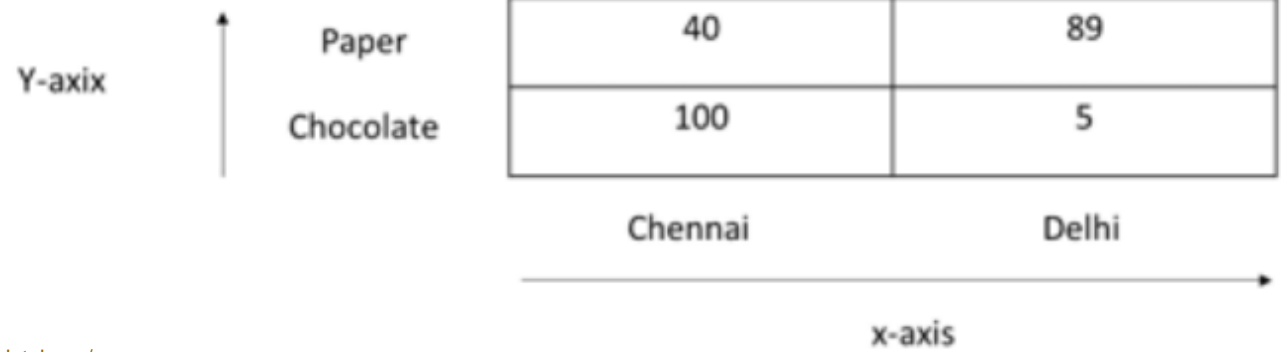 Paper 40 89
Y-axix
Chocolate 100 5
Chennai Delhi
x-axis